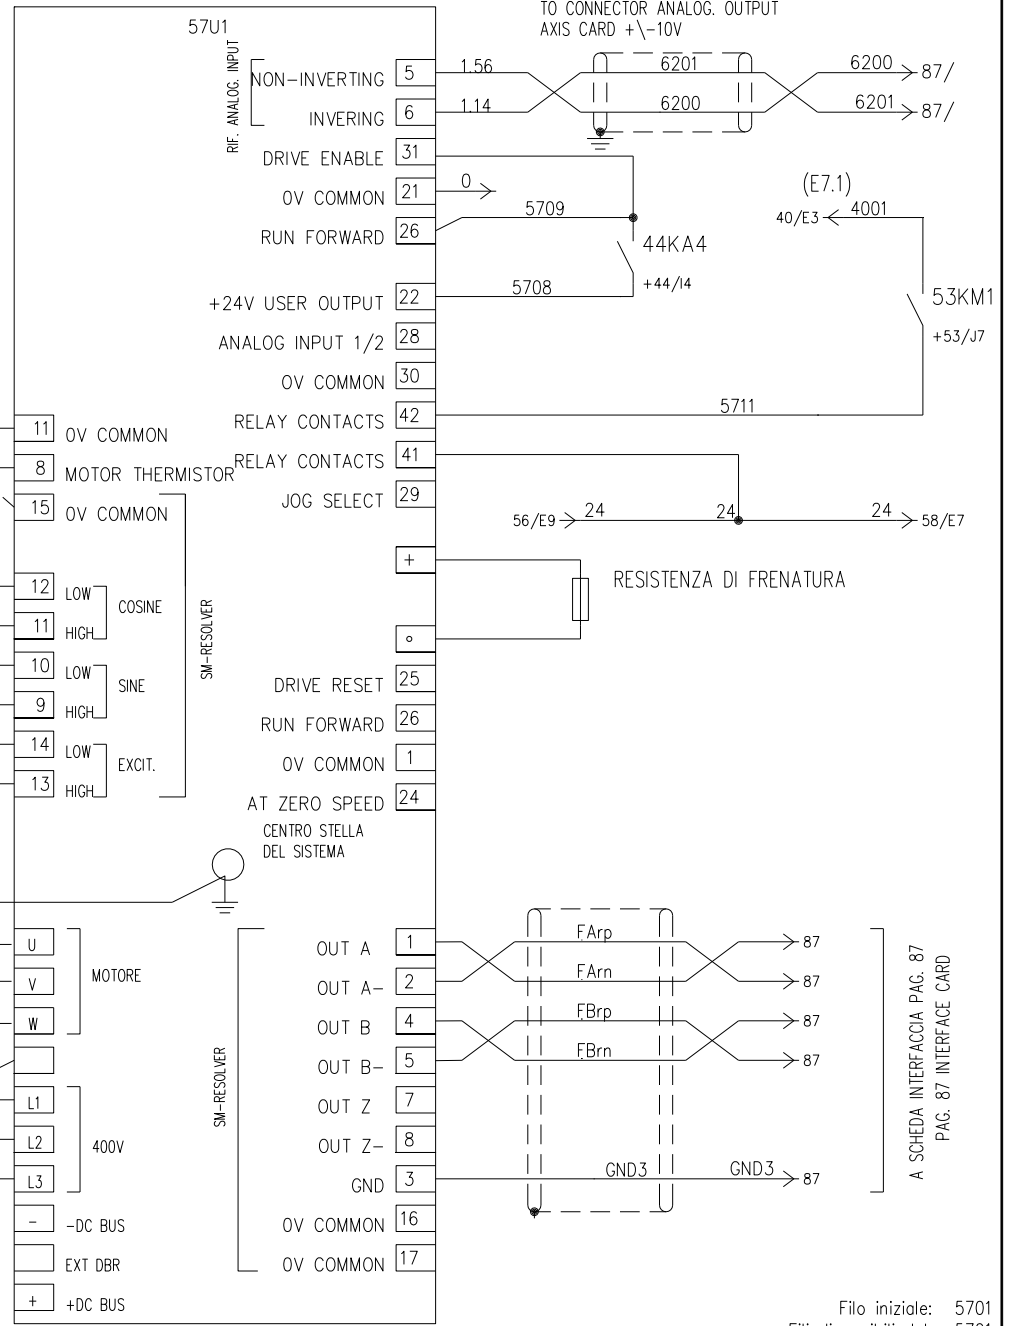 TO CONNECTOR ANALOG. OUTPUT
AXIS CARD +\-10V
57U1
RIF. ANALOG. INPUT
NON-INVERTING 5 1.56 6201 6200 87/
INVERING 6 1.14 6200 6201 87/
DRIVE ENABLE 31
0V COMMON 21 0
RUN FORWARD 26 5709
(E7.1)
40/E3 4001
44KA4
+44/I4
53KM1
+53/J7
+24V USER OUTPUT 22 5708
ANALOG INPUT 1/2 28
0V COMMON 30
RELAY CONTACTS 42 5711
RELAY CONTACTS 41
JOG SELECT 29
56/E9 24 24 24 58/E7
+
RESISTENZA DI FRENATURA
°
DRIVE RESET 25
RUN FORWARD 26
0V COMMON 1
AT ZERO SPEED 24
11 0V COMMON
8 MOTOR THERMISTOR
15 0V COMMON
12 LOW
11 HIGH
COSINE
10 LOW
9 HIGH
SINE
14 LOW
13 HIGH
EXCIT.
SM-RESOLVER
CENTRO STELLA
DEL SISTEMA
U
V
W
MOTORE
L1
L2
L3
400V
- -DC BUS
EXT DBR
+ +DC BUS
SM-RESOLVER
OUT A 1 FArp 87
OUT A- 2 FArn 87
OUT B 4 FBrp 87
OUT B- 5 FBrn 87
OUT Z 7
OUT Z- 8
GND 3 GND3 GND3 87
0V COMMON 16
0V COMMON 17
A SCHEDA INTERFACCIA PAG. 87
PAG. 87 INTERFACE CARD
Filo iniziale: 5701